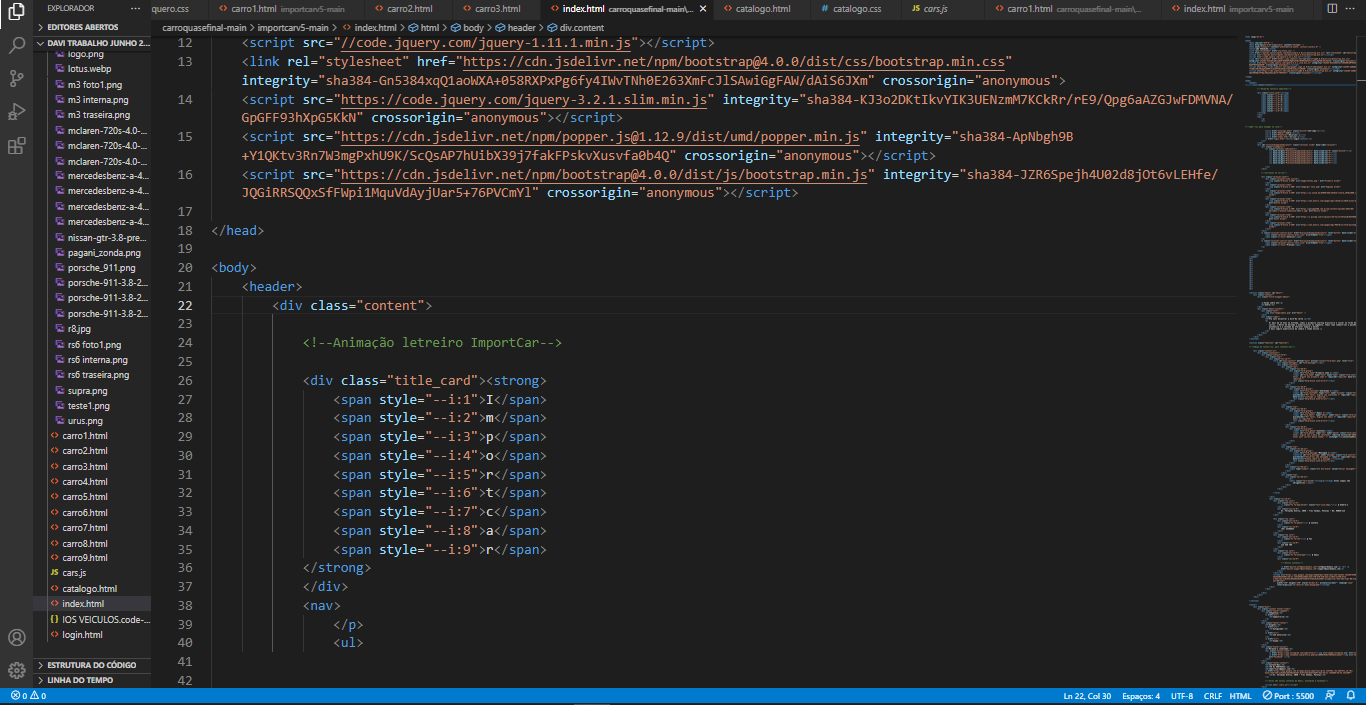 EXPLORADOR ···
EDITORES ABERTOS
DAVI TRABALHO JUNHO 2...
logo.png
lotus.webp
m3 foto1.png
m3 interna.png
m3 traseira.png
mclaren-720s-4.0-...
mclaren-720s-4.0-...
mclaren-720s-4.0-...
mercedesbenz-a-4...
mercedesbenz-a-4...
mercedesbenz-a-4...
mercedesbenz-a-4...
nissan-gtr-3.8-pre...
pagani_zonda.png
porsche_911.png
porsche-911-3.8-2...
porsche-911-3.8-2...
porsche-911-3.8-2...
r8.jpg
rs6 foto1.png
rs6 interna.png
rs6 traseira.png
supra.png
teste1.png
urus.png
carro1.html
carro2.html
carro3.html
carro4.html
carro5.html
carro6.html
carro7.html
carro8.html
carro9.html
JS cars.js
catalogo.html
index.html
{} IOS VEICULOS.code-...
login.html
ESTRUTURA DO CÓDIGO
LINHA DO TEMPO
quero.css carro1.html importcarv5-main carro2.html carro3.html index.html carroquasefinal-main\... catalogo.html # catalogo.css JS cars.js carro1.html carroquasefinal-main\... index.html importcarv5-main
carroquasefinal-main > importcarv5-main > index.html > html > body > header > div.content
12 <script src="//code.jquery.com/jquery-1.11.1.min.js"></script>
13 <link rel="stylesheet" href="https://cdn.jsdelivr.net/npm/bootstrap@4.0.0/dist/css/bootstrap.min.css"
integrity="sha384-Gn5384xqQ1aoWXA+058RXPxPg6fy4IWvTNh0E263XmFcJlSAwiGgFAW/dAiS6JXm" crossorigin="anonymous">
14 <script src="https://code.jquery.com/jquery-3.2.1.slim.min.js" integrity="sha384-KJ3o2DKtIkvYIK3UENzmM7KCkRr/rE9/Qpg6aAZGJwFDMVNA/
GpGFF93hXpG5KkN" crossorigin="anonymous"></script>
15 <script src="https://cdn.jsdelivr.net/npm/popper.js@1.12.9/dist/umd/popper.min.js" integrity="sha384-ApNbgh9B
+Y1QKtv3Rn7W3mgPxhU9K/ScQsAP7hUibX39j7fakFPskvXusvfa0b4Q" crossorigin="anonymous"></script>
16 <script src="https://cdn.jsdelivr.net/npm/bootstrap@4.0.0/dist/js/bootstrap.min.js" integrity="sha384-JZR6Spejh4U02d8jOt6vLEHfe/
JQGiRRSQQxSfFWpi1MquVdAyjUar5+76PVCmYl" crossorigin="anonymous"></script>
17
18 </head>
19
20 <body>
21 <header>
22 <div class="content">
23
24 <!--Animação letreiro ImportCar-->
25
26 <div class="title_card"><strong>
27 <span style="--i:1">I</span>
28 <span style="--i:2">m</span>
29 <span style="--i:3">p</span>
30 <span style="--i:4">o</span>
31 <span style="--i:5">r</span>
32 <span style="--i:6">t</span>
33 <span style="--i:7">c</span>
34 <span style="--i:8">a</span>
35 <span style="--i:9">r</span>
36 </strong>
37 </div>
38 <nav>
39 </p>
40 <ul>
41
42
0 0 Ln 22, Col 30 Espaços: 4 UTF-8 CRLF HTML Port : 5500